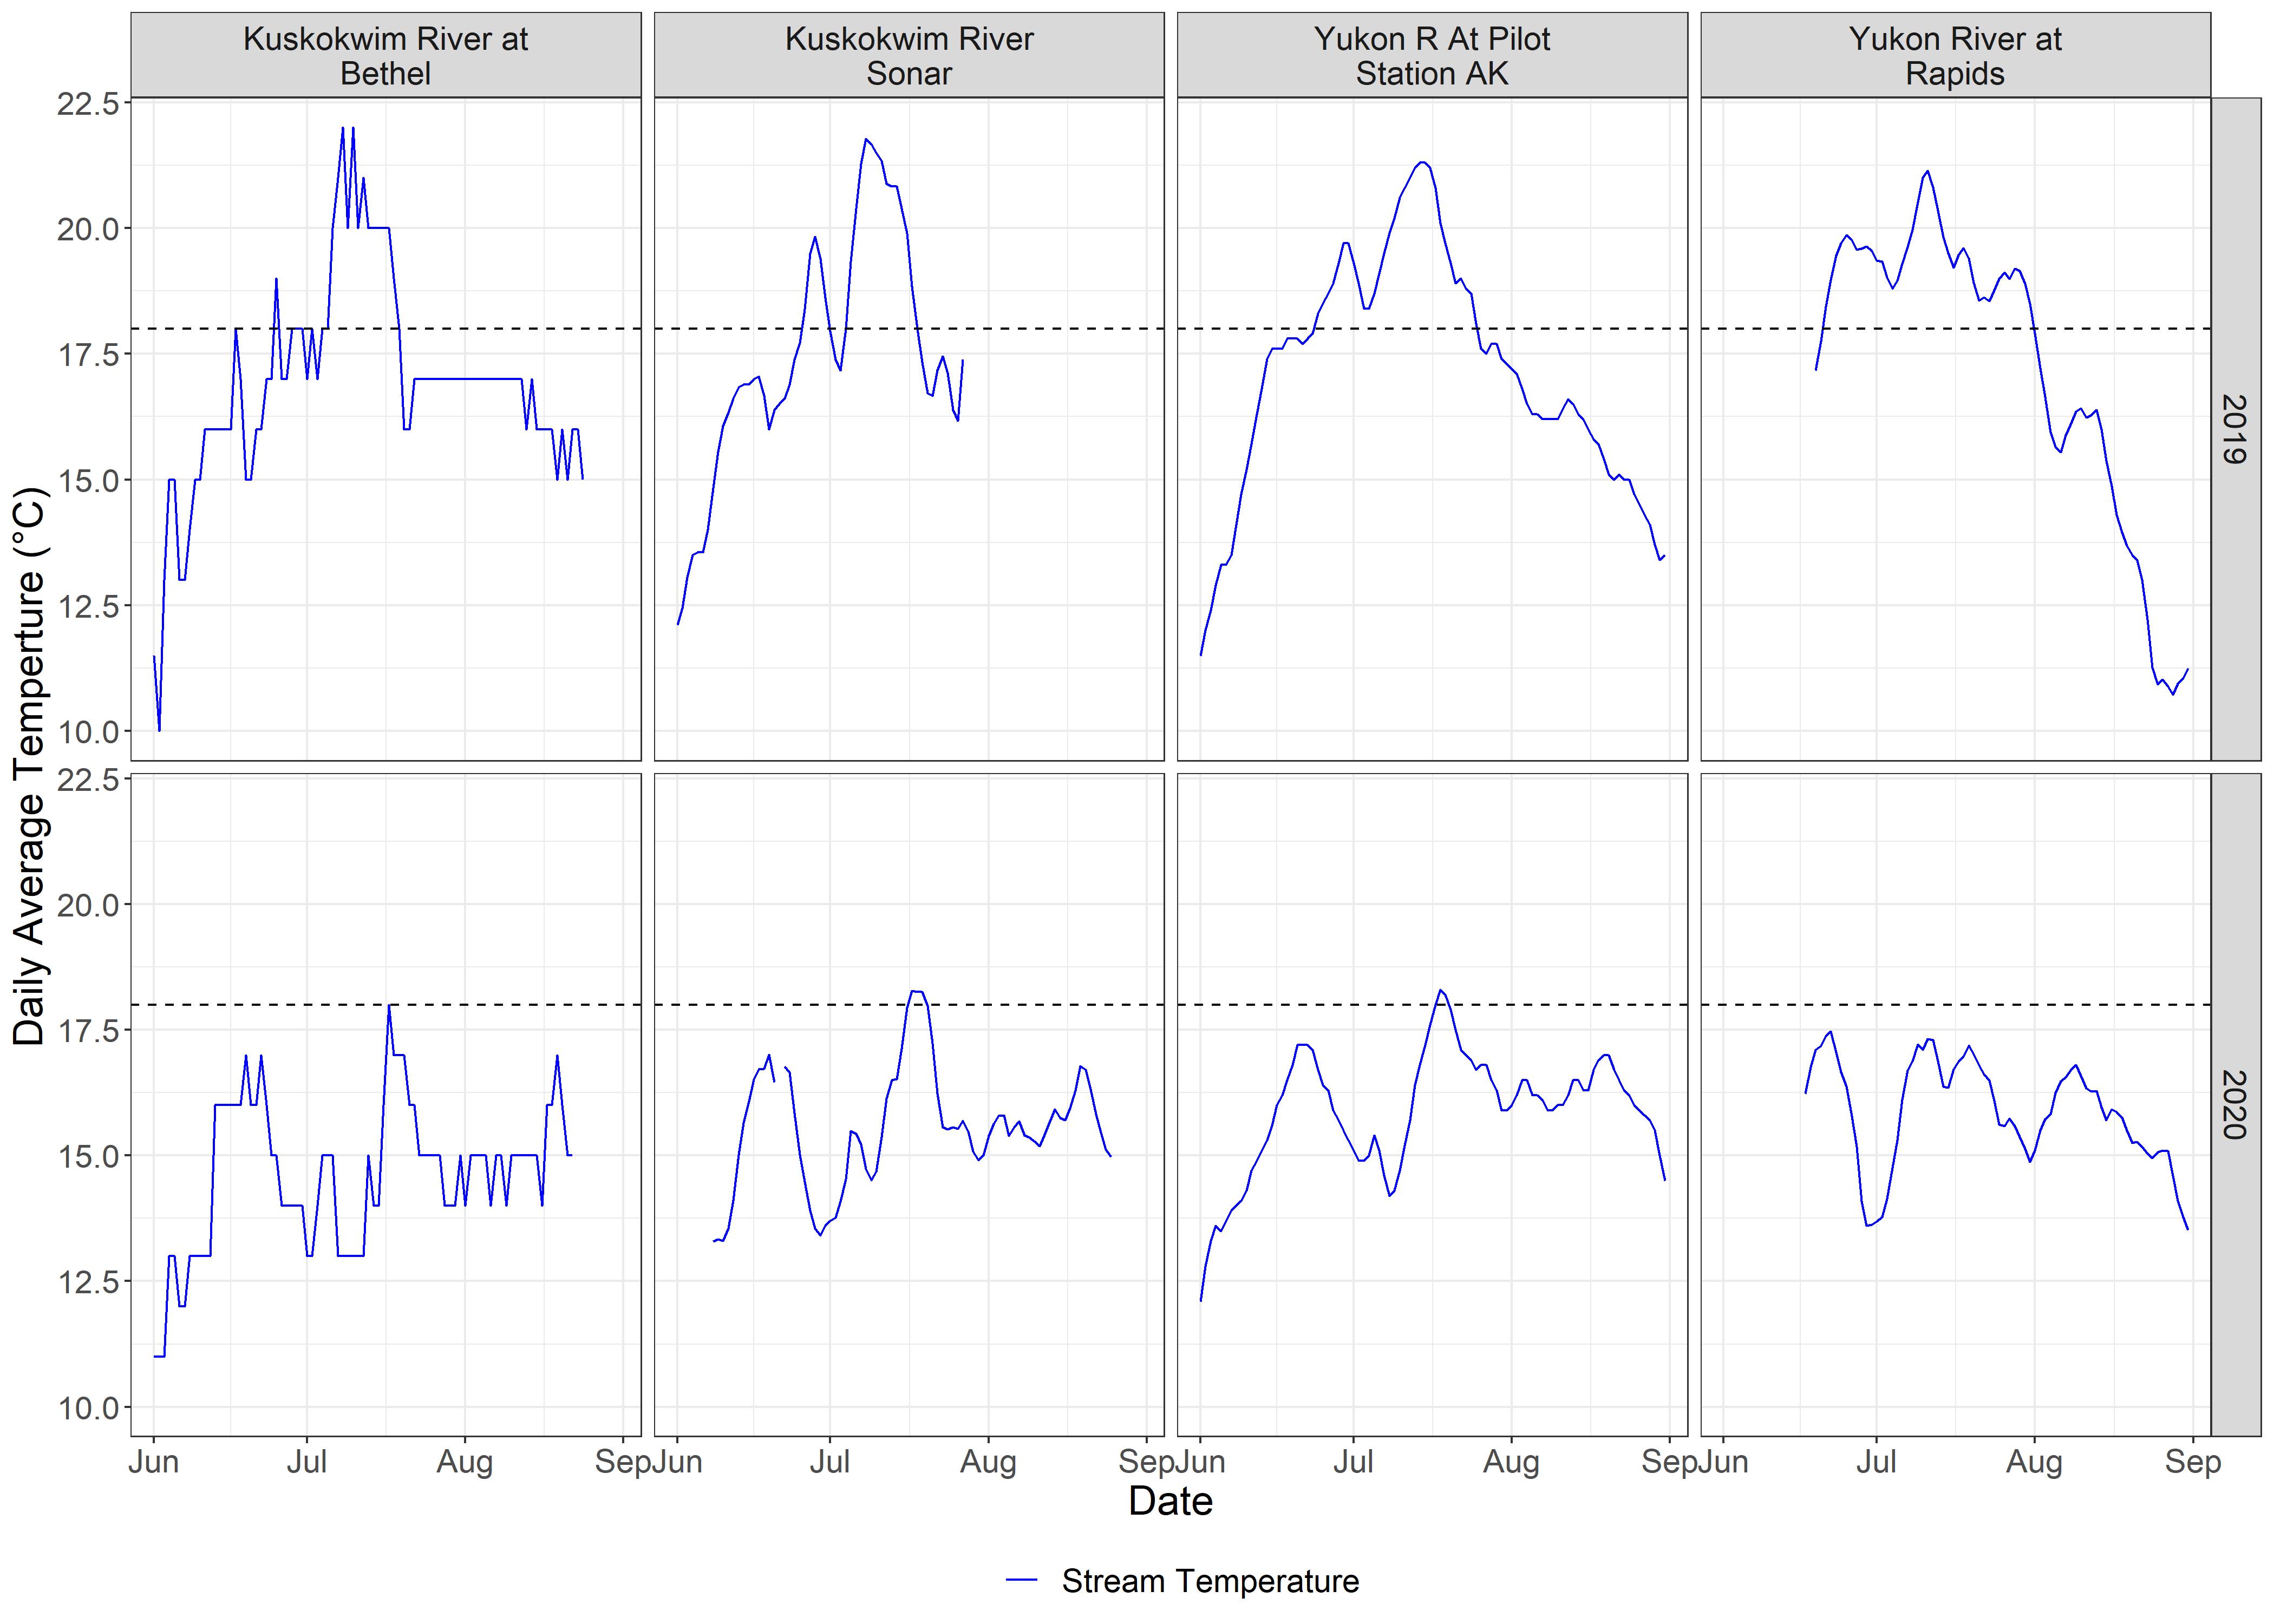 Kuskokwim River at
Bethel
Kuskokwim River
Sonar
Yukon R At Pilot
Station AK
Yukon River at
Rapids
Daily Average Temperture (°C)
22.5
20.0
17.5
15.0
12.5
10.0
2019
22.5
20.0
17.5
15.0
12.5
10.0
2020
Jun Jul Aug Sep Jun Jul Aug Sep Jun Jul Aug Sep Jun Jul Aug Sep
Date
Stream Temperature